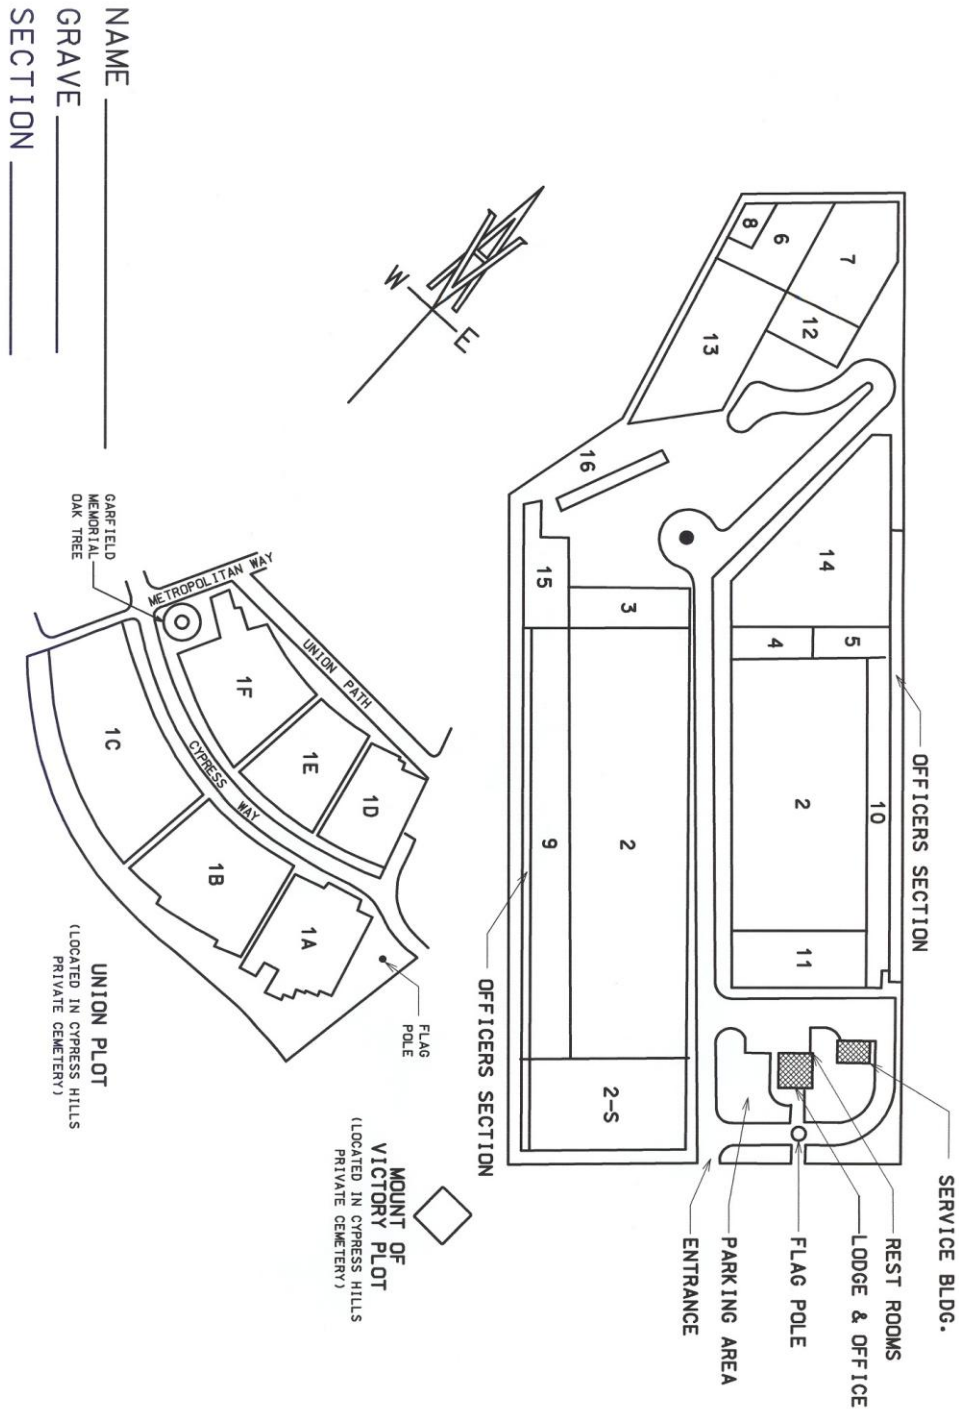 NAME
GRAVE
SECTION
W
E
8
6
7
12
13
16
15
3
14
4
5
2
10
9
2
11
2-S
OFFICERS SECTION
OFFICERS SECTION
SERVICE BLDG.
REST ROOMS
LODGE & OFFICE
FLAG POLE
PARKING AREA
ENTRANCE
GARFIELD
MEMORIAL
OAK TREE
METROPOLITAN WAY
UNION PATH
CYPRESS WAY
1F
1E
1D
1C
1B
1A
FLAG
POLE
UNION PLOT
(LOCATED IN CYPRESS HILLS
PRIVATE CEMETERY)
MOUNT OF
VICTORY PLOT
(LOCATED IN CYPRESS HILLS
PRIVATE CEMETERY)